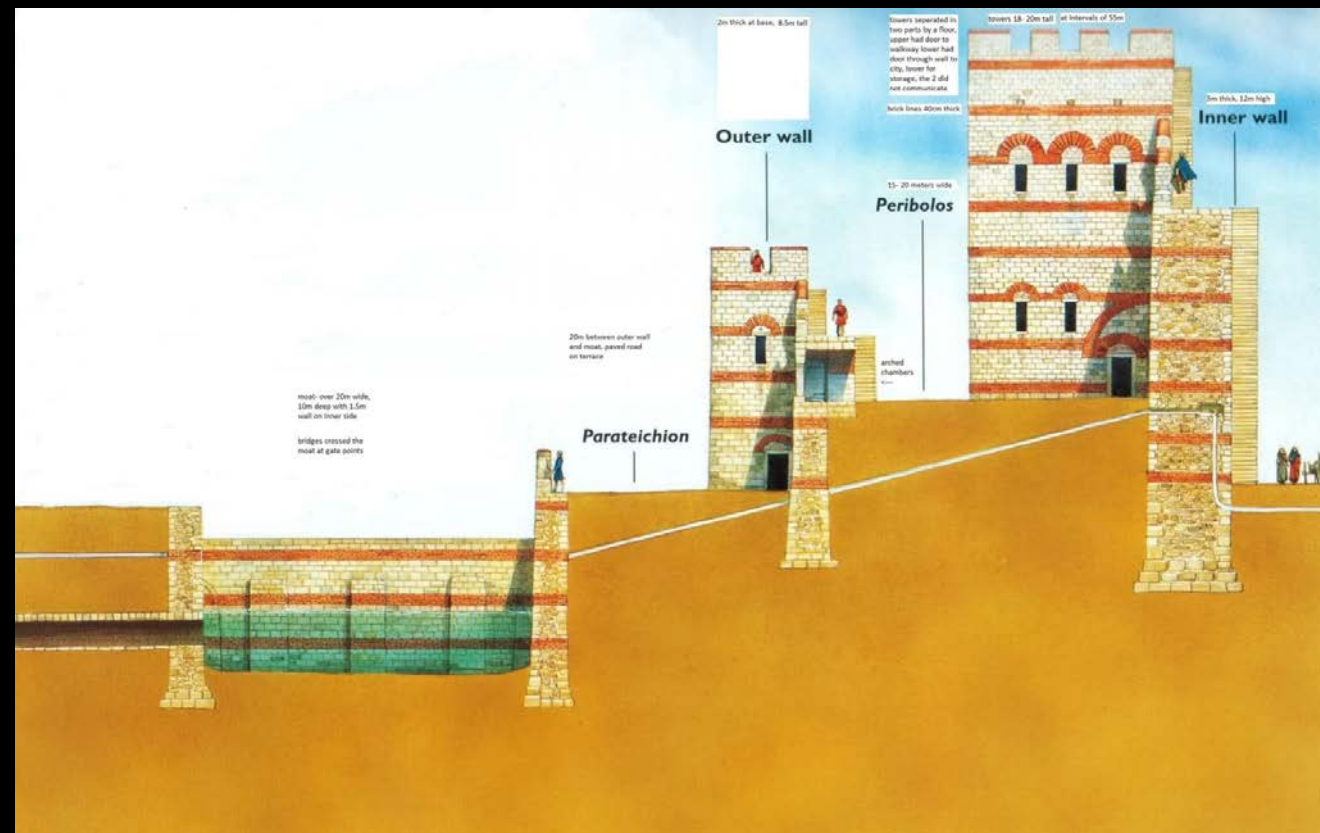 2m thick at base, 8.5m tall
Outer wall
towers seperated in
two parts by a floor,
upper had door to
walkway lower had
door through wall to
city, lower for
storage, the 2 did
not communicate
brick lines 40cm thick
towers 18- 20m tall
at intervals of 55m
5m thick, 12m high
Inner wall
15- 20 meters wide
Peribolos
20m between outer wall
and moat, paved road
on terrace
arched
chambers
<---
moat- over 20m wide,
10m deep with 1.5m
wall on inner side
bridges crossed the
moat at gate points
Parateichion